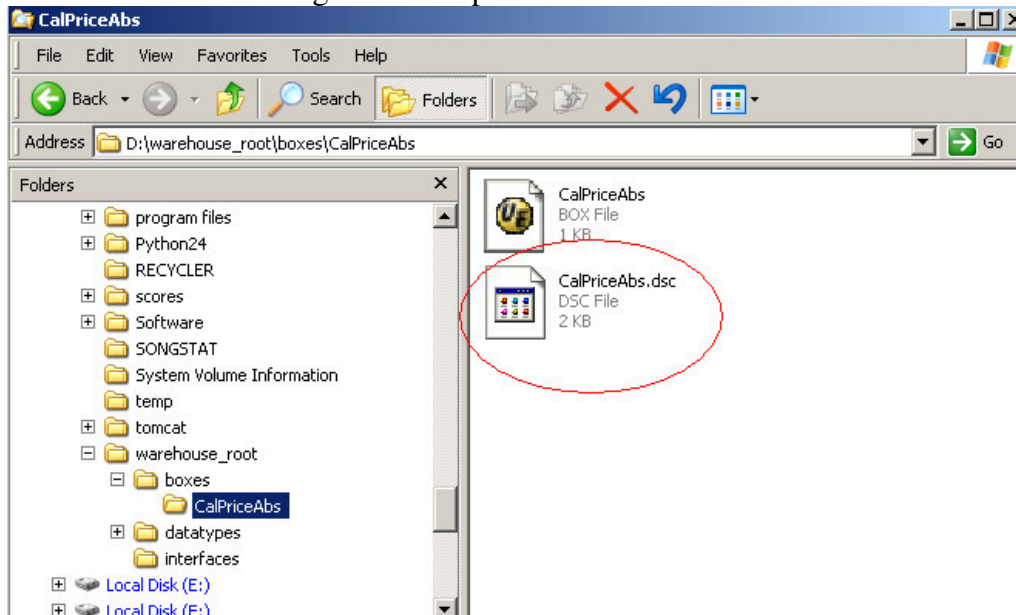 CalPriceAbs
File Edit View Favorites Tools Help
Back Search Folders
Address D:\warehouse_root\boxes\CalPriceAbs Go
Folders
program files
Python24
RECYCLER
scores
Software
SONGSTAT
System Volume Information
temp
tomcat
warehouse_root
boxes
CalPriceAbs
datatypes
interfaces
Local Disk (E:)
Local Disk (F:)
CalPriceAbs
BOX File
1 KB
CalPriceAbs.dsc
DSC File
2 KB